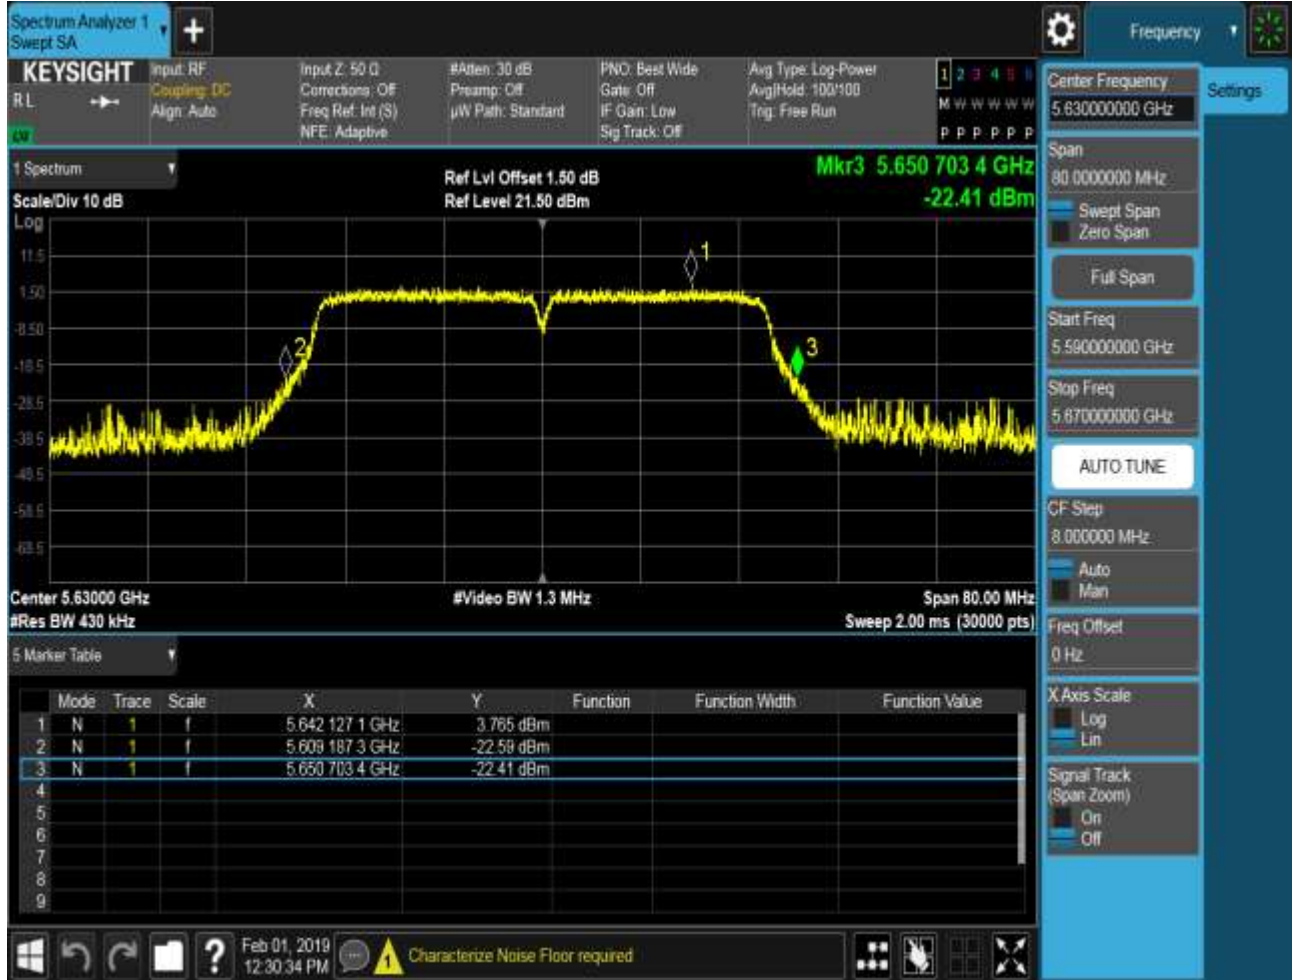 Spectrum Analyzer 1
Swept SA
Frequency
KEYSIGHT
RL
Input: RF
Coupling: DC
Align: Auto
Input Z: 50 Ω
Corrections: Off
Freq Ref: Int (S)
NFE: Adaptive
#Atten: 30 dB
Preamp: Off
µW Path: Standard
PNO: Best Wide
Gate: Off
IF Gain: Low
Sig Track: Off
Avg Type: Log-Power
Avg|Hold: 100/100
Trig: Free Run
1 2 3 4 5 6
M W W W W W
P P P P P P
1 Spectrum
Scale/Div 10 dB
Ref Lvl Offset 1.50 dB
Ref Level 21.50 dBm
Mkr3 5.650 703 4 GHz
-22.41 dBm
Log
11.5
1.50
-8.50
-18.5
-28.5
-38.5
-48.5
-58.5
-68.5
1
2
3
Center 5.63000 GHz
#Video BW 1.3 MHz
Span 80.00 MHz
#Res BW 430 kHz
Sweep 2.00 ms (30000 pts)
5 Marker Table
Mode Trace Scale X Y Function Function Width Function Value
1 N 1 f 5.642 127 1 GHz 3.765 dBm
2 N 1 f 5.609 187 3 GHz -22.59 dBm
3 N 1 f 5.650 703 4 GHz -22.41 dBm
4
5
6
7
8
9
Center Frequency
5.630000000 GHz
Settings
Span
80.0000000 MHz
Swept Span
Zero Span
Full Span
Start Freq
5.590000000 GHz
Stop Freq
5.670000000 GHz
AUTO TUNE
CF Step
8.000000 MHz
Auto
Man
Freq Offset
0 Hz
X Axis Scale
Log
Lin
Signal Track
(Span Zoom)
On
Off
?
Feb 01, 2019
12:30:34 PM
1
Characterize Noise Floor required